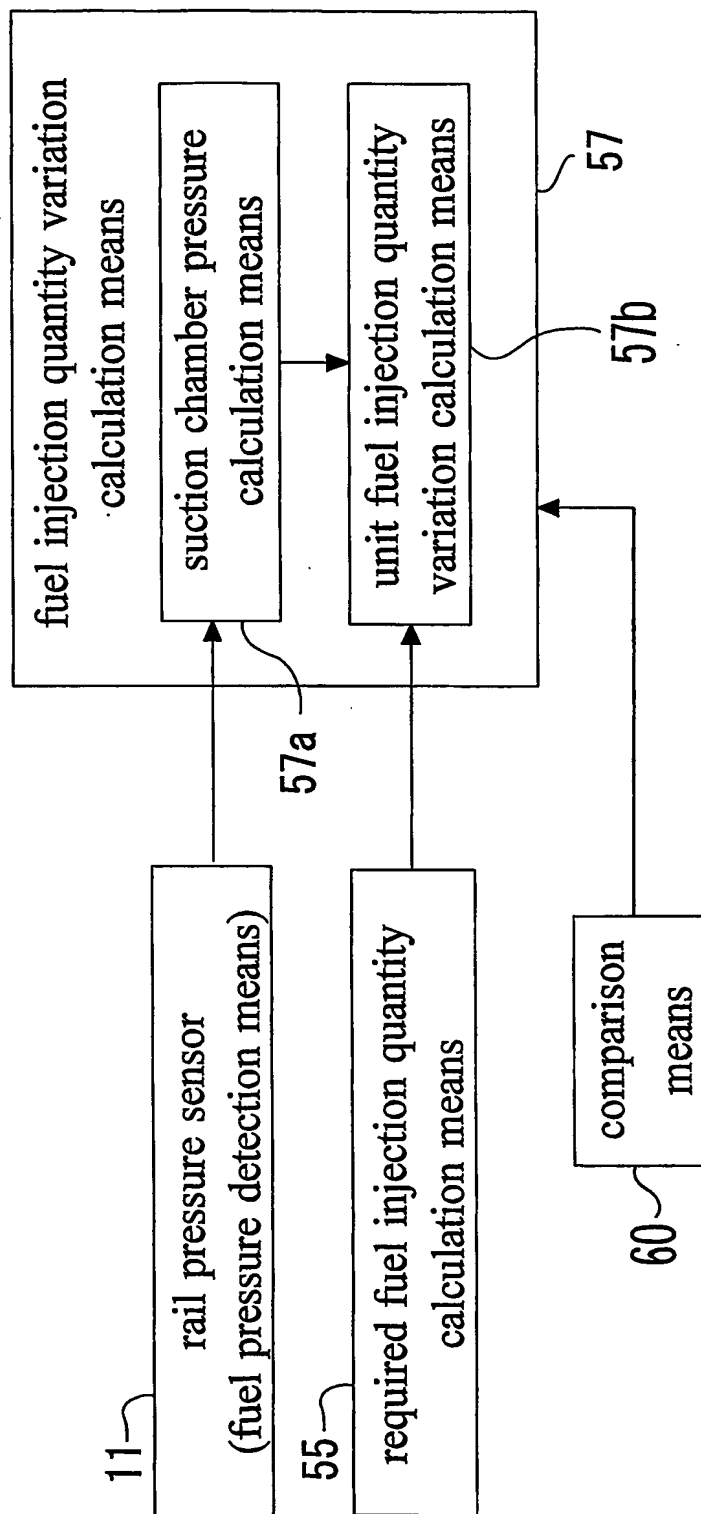 11
rail pressure sensor
(fuel pressure detection means)
55
required fuel injection quantity
calculation means
60
comparison
means
fuel injection quantity variation
calculation means
suction chamber pressure
calculation means
57a
unit fuel injection quantity
variation calculation means
57b
57